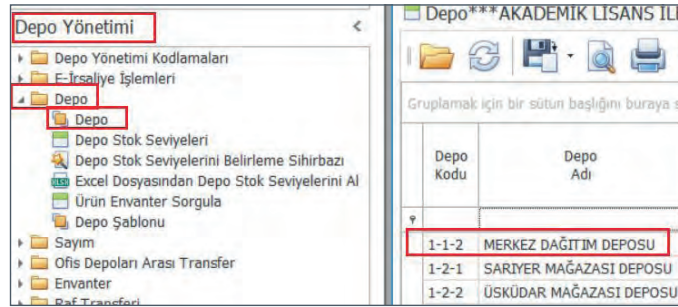 Depo Yönetimi
Depo Yönetimi Kodlamaları
E-İrsaliye İşlemleri
Depo
Depo
Depo Stok Seviyeleri
Depo Stok Seviyelerini Belirleme Sihirbazı
Excel Dosyasından Depo Stok Seviyelerini Al
Ürün Envanter Sorgula
Depo Şablonu
Sayım
Ofis Depoları Arası Transfer
Envanter
Raf Transferi
Depo***AKADEMİK LİSANS İL
Gruplamak için bir sütun başlığını buraya s
Depo Kodu
Depo Adı
1-1-2 MERKEZ DAĞITIM DEPOSU
1-2-1 SARIYER MAĞAZASI DEPOSU
1-2-2 ÜSKÜDAR MAĞAZASI DEPOSU